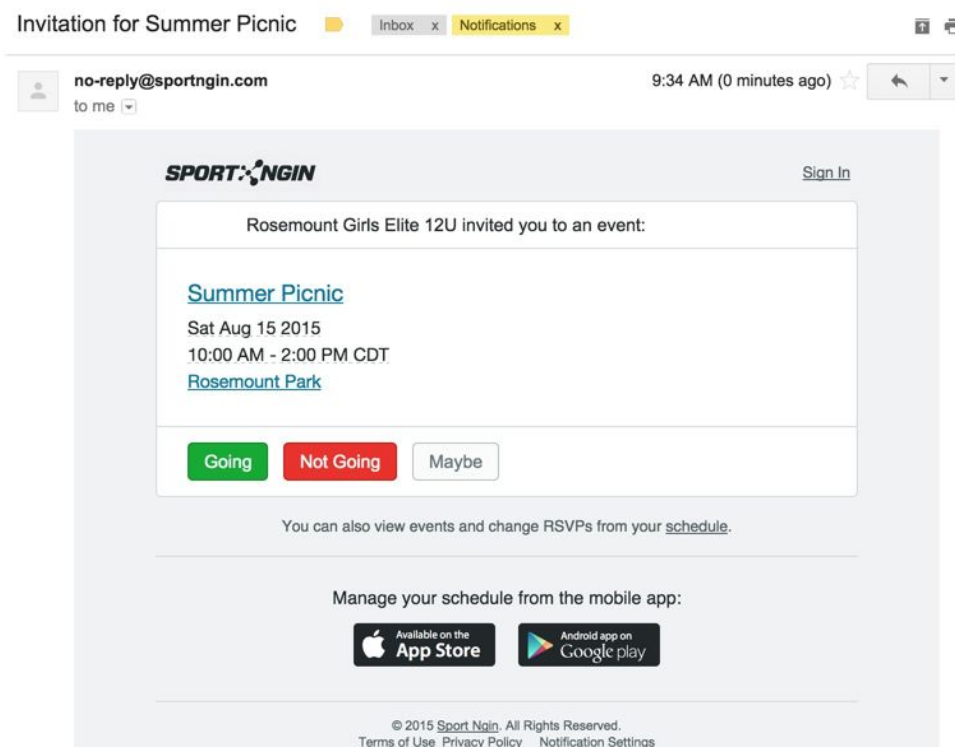 Invitation for Summer Picnic Inbox x Notifications x
no-reply@sportngin.com 9:34 AM (0 minutes ago)
to me
SPORT NGIN Sign In
Rosemount Girls Elite 12U invited you to an event:
Summer Picnic
Sat Aug 15 2015
10:00 AM - 2:00 PM CDT
Rosemount Park
Going Not Going Maybe
You can also view events and change RSVPs from your schedule.
Manage your schedule from the mobile app:
Available on the Android app on
App Store Google play
© 2015 Sport Ngin. All Rights Reserved.
Terms of Use Privacy Policy Notification Settings